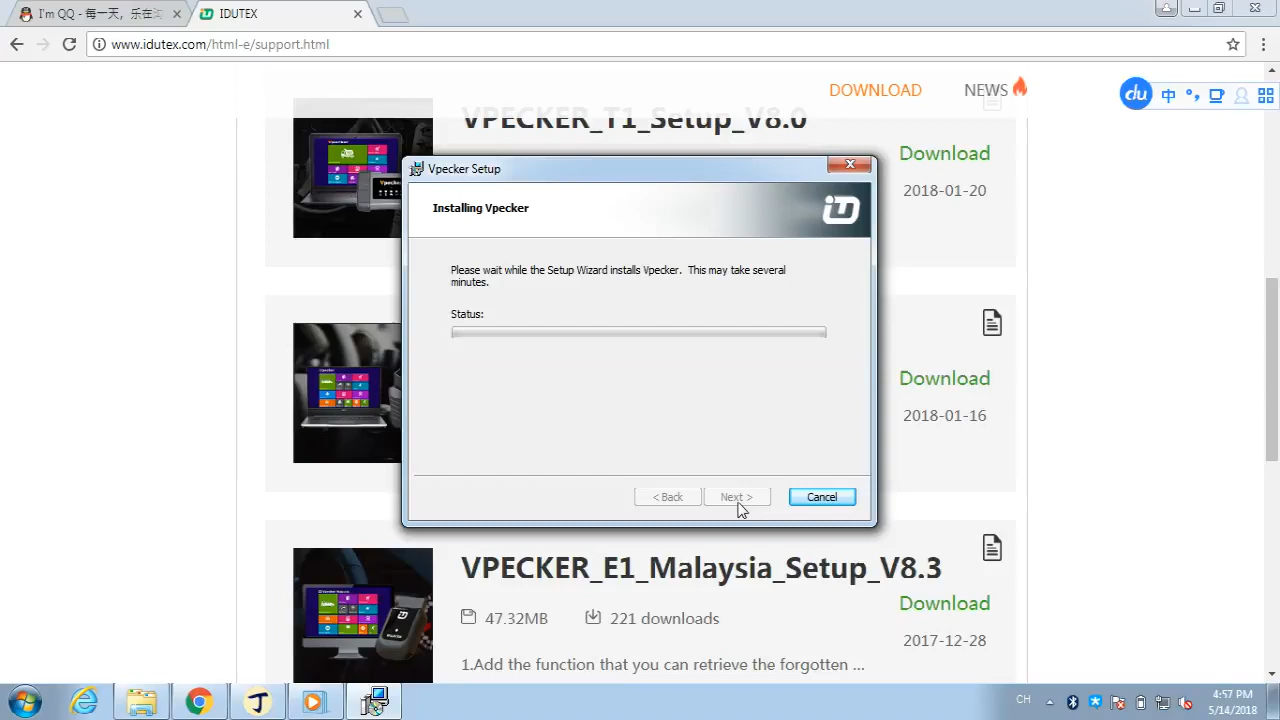 I'm QQ - 每一天，乐在
IDUTEX
www.idutex.com/html-e/support.html
DOWNLOAD
NEWS
du 中
VPECKER_T1_Setup_V8.0
Download
2018-01-20
Vpecker Setup
Installing Vpecker
iD
Please wait while the Setup Wizard installs Vpecker. This may take several
minutes.
Status:
< Back
Next >
Cancel
Download
2018-01-16
VPECKER_E1_Malaysia_Setup_V8.3
47.32MB
221 downloads
Download
2017-12-28
1.Add the function that you can retrieve the forgotten ...
CH
4:57 PM
5/14/2018